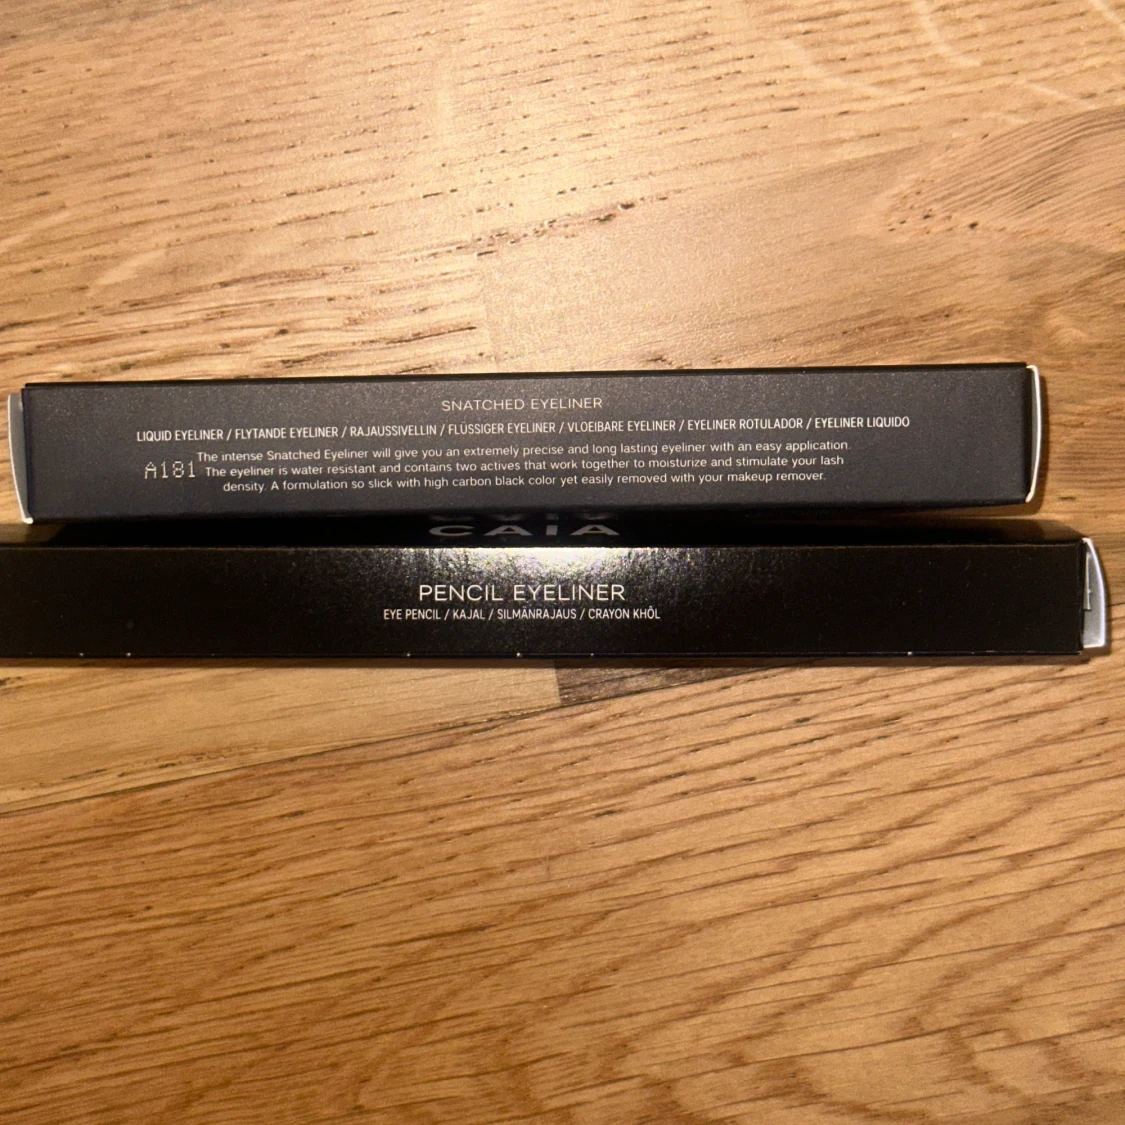 SNATCHED EYELINER
LIQUID EYELINER / FLYTANDE EYELINER / RAJAUSSIVELLIN / FLÜSSIGER EYELINER / VLOEIBARE EYELINER / EYELINER ROTULADOR / EYELINER LIQUIDO
The intense Snatched Eyeliner will give you an extremely precise and long lasting eyeliner with an easy application.
A181 The eyeliner is water resistant and contains two actives that work together to moisturize and stimulate your lash
density. A formulation so slick with high carbon black color yet easily removed with your makeup remover.
CAIA
PENCIL EYELINER
EYE PENCIL / KAJAL / SILMÄNRAJAUS / CRAYON KHÔL